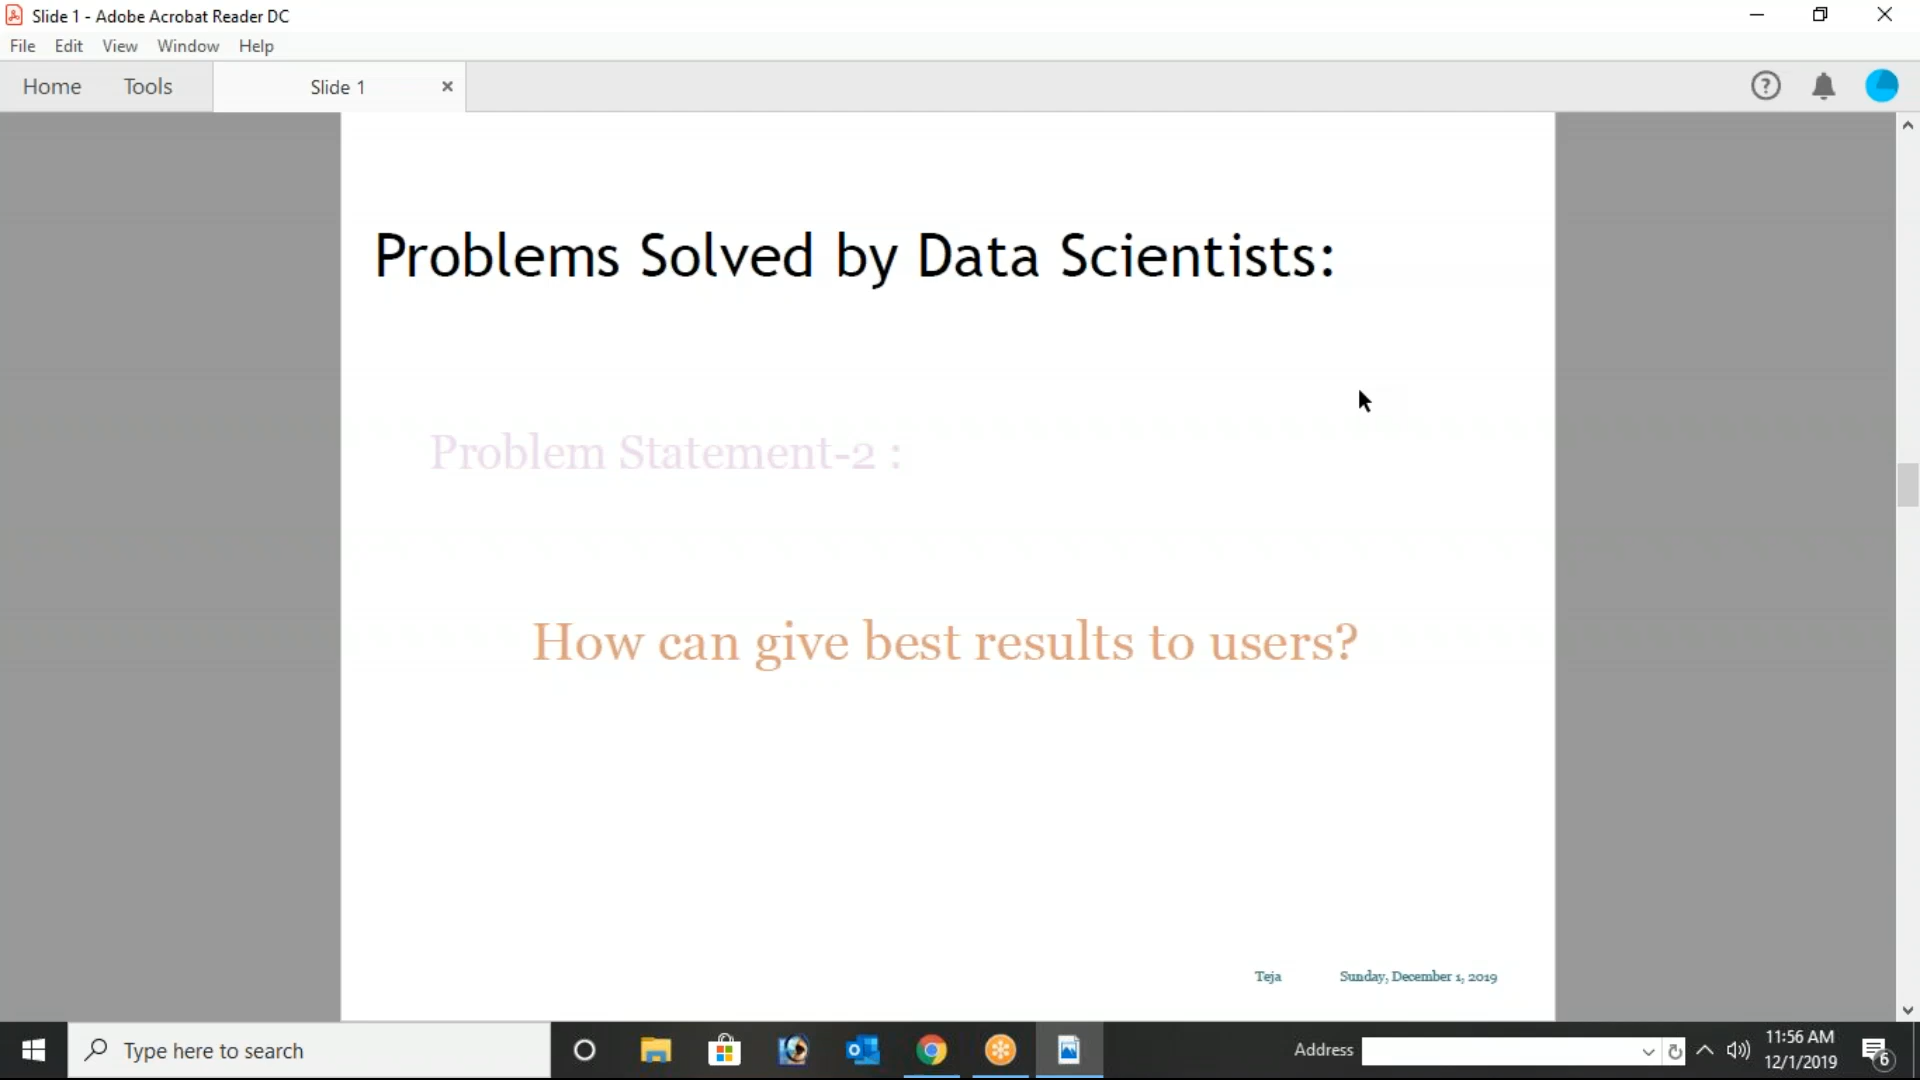 Slide 1 - Adobe Acrobat Reader DC
File Edit View Window Help
Home Tools Slide 1
Problems Solved by Data Scientists:
Problem Statement-2 :
How can give best results to users?
Teja Sunday, December 1, 2019
Type here to search
Address
11:56 AM
12/1/2019
6